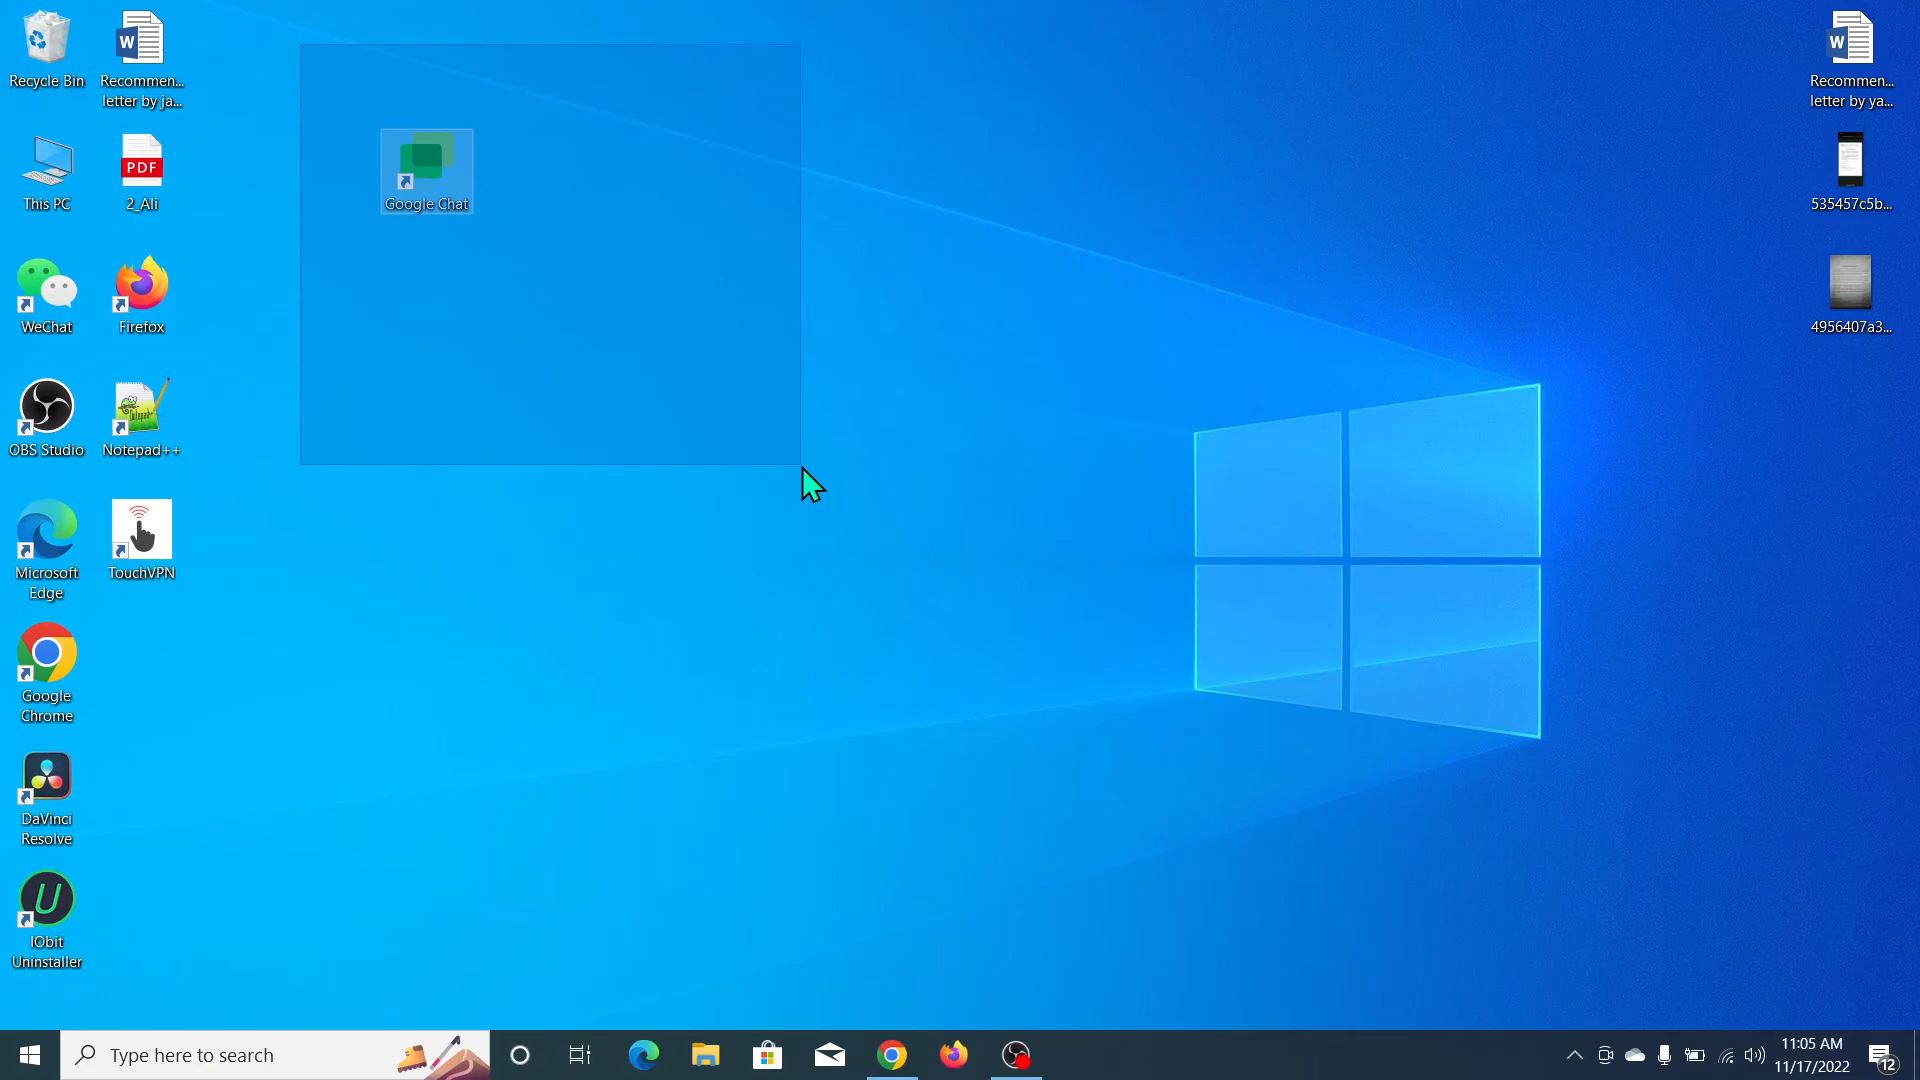 Recycle Bin
Recommen...
letter by ja...
This PC
PDF
2_Ali
WeChat
Firefox
OBS Studio
Notepad++
Microsoft
Edge
TouchVPN
Google
Chrome
DaVinci
Resolve
IObit
Uninstaller
Google Chat
W
Recommen...
letter by ya...
W
535457c5b...
4956407a3...
Type here to search
11:05 AM
11/17/2022
12